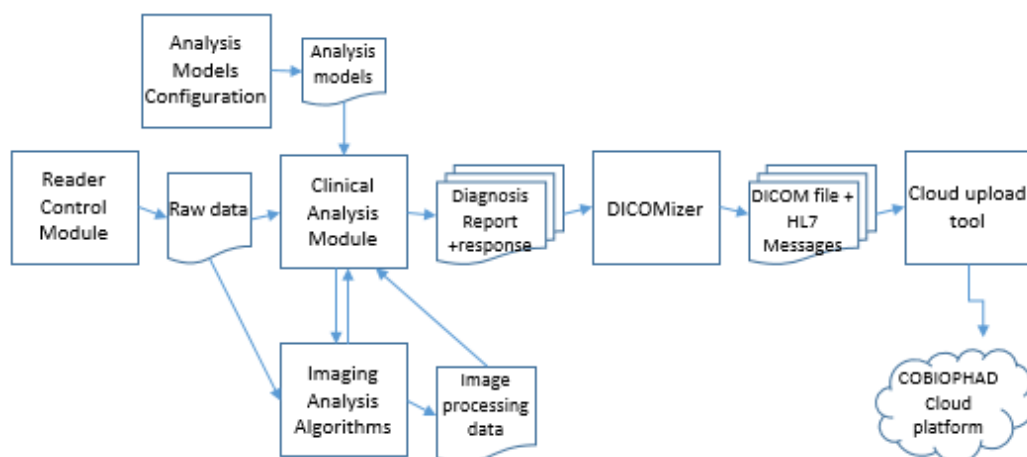 Analysis
Models
Configuration
Analysis
models
Reader
Control
Module
Raw data
Clinical
Analysis
Module
Diagnosis
Report
+response
DICOMizer
DICOM file +
HL7
Messages
Cloud upload
tool
Imaging
Analysis
Algorithms
Image
processing
data
COBIOPHAD
Cloud
platform